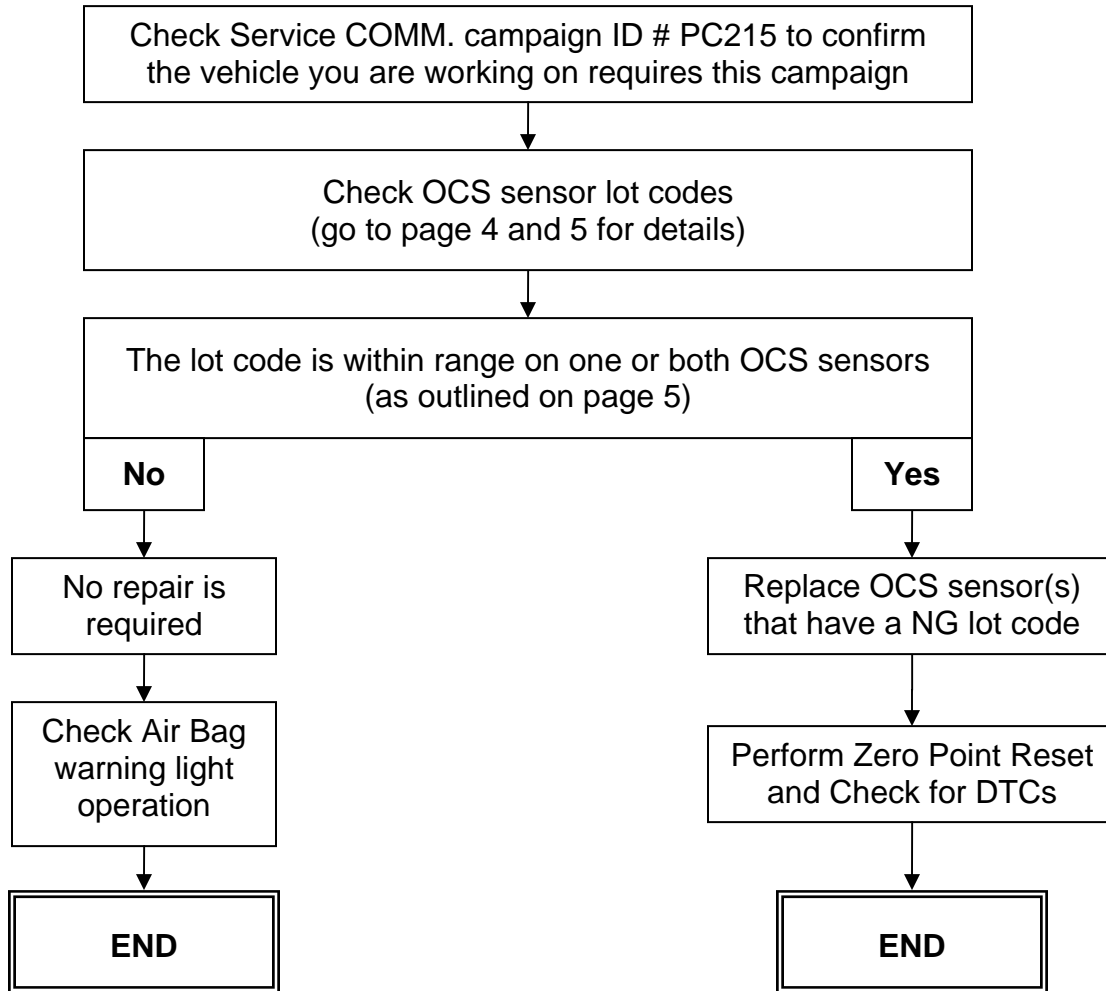 Check Service COMM. campaign ID # PC215 to confirm
the vehicle you are working on requires this campaign
Check OCS sensor lot codes
(go to page 4 and 5 for details)
The lot code is within range on one or both OCS sensors
(as outlined on page 5)
No
Yes
No repair is
required
Replace OCS sensor(s)
that have a NG lot code
Check Air Bag
warning light
operation
Perform Zero Point Reset
and Check for DTCs
END
END